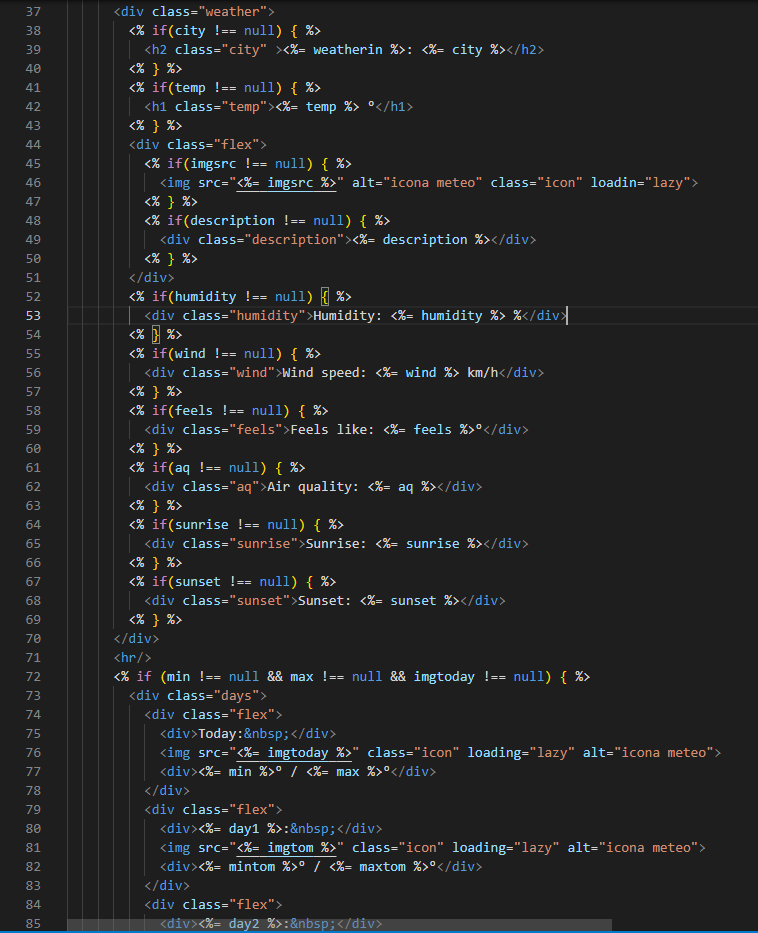 37 <div class="weather">
38 <% if(city !== null) { %>
39 <h2 class="city" ><%= weatherin %>: <%= city %></h2>
40 <% } %>
41 <% if(temp !== null) { %>
42 <h1 class="temp"><%= temp %> º</h1>
43 <% } %>
44 <div class="flex">
45 <% if(imgsrc !== null) { %>
46 <img src="<%= imgsrc %>" alt="icona meteo" class="icon" loadin="lazy">
47 <% } %>
48 <% if(description !== null) { %>
49 <div class="description"><%= description %></div>
50 <% } %>
51 </div>
52 <% if(humidity !== null) { %>
53 <div class="humidity">Humidity: <%= humidity %> %</div>
54 <% } %>
55 <% if(wind !== null) { %>
56 <div class="wind">Wind speed: <%= wind %> km/h</div>
57 <% } %>
58 <% if(feels !== null) { %>
59 <div class="feels">Feels like: <%= feels %>º</div>
60 <% } %>
61 <% if(aq !== null) { %>
62 <div class="aq">Air quality: <%= aq %></div>
63 <% } %>
64 <% if(sunrise !== null) { %>
65 <div class="sunrise">Sunrise: <%= sunrise %></div>
66 <% } %>
67 <% if(sunset !== null) { %>
68 <div class="sunset">Sunset: <%= sunset %></div>
69 <% } %>
70 </div>
71 <hr/>
72 <% if (min !== null && max !== null && imgtoday !== null) { %>
73 <div class="days">
74 <div class="flex">
75 <div>Today:&nbsp;</div>
76 <img src="<%= imgtoday %>" class="icon" loading="lazy" alt="icona meteo">
77 <div><%= min %>º / <%= max %>º</div>
78 </div>
79 <div class="flex">
80 <div><%= day1 %>:&nbsp;</div>
81 <img src="<%= imgtom %>" class="icon" loading="lazy" alt="icona meteo">
82 <div><%= mintom %>º / <%= maxtom %>º</div>
83 </div>
84 <div class="flex">
85 <div><%= day2 %>:&nbsp;</div>